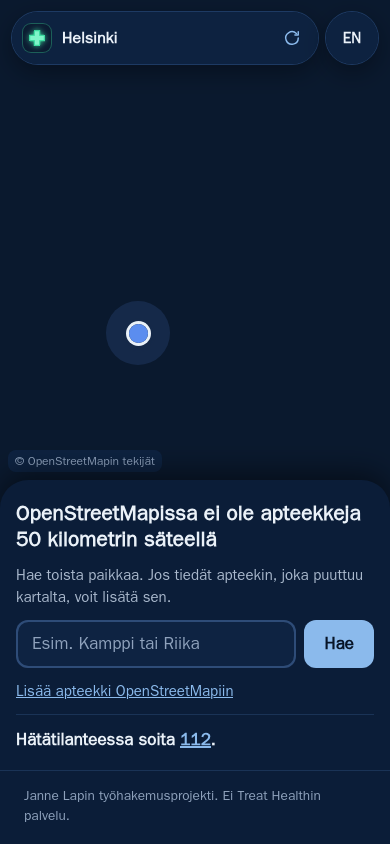 Helsinki
EN
© OpenStreetMapin tekijät
OpenStreetMapissa ei ole apteekkeja
50 kilometrin säteellä
Hae toista paikkaa. Jos tiedät apteekin, joka puuttuu
kartalta, voit lisätä sen.
Esim. Kamppi tai Riika
Hae
Lisää apteekki OpenStreetMapiin
Hätätilanteessa soita 112.
Janne Lapin työhakemusprojekti. Ei Treat Healthin
palvelu.